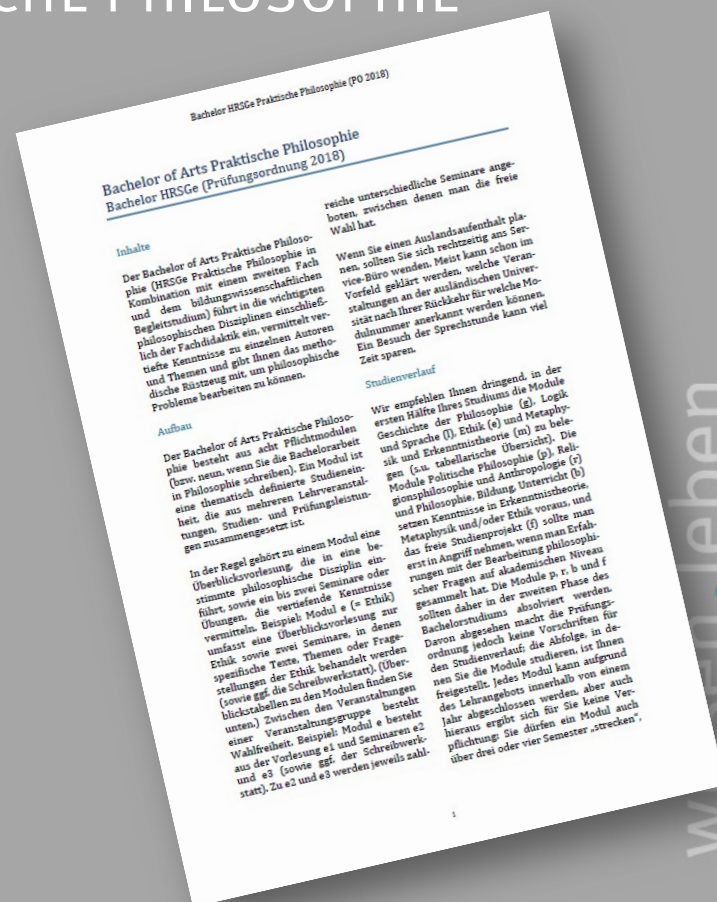 PHILOSOPHIE
Bachelor HRSGe Praktische Philosophie (PO 2018)
Bachelor of Arts Praktische Philosophie
Bachelor HRSGe (Prüfungsordnung 2018)
Inhalte
Der Bachelor of Arts Praktische Philoso-
phie (HRSGe Praktische Philosophie in
Kombination mit einem zweiten Fach
und dem bildungswissenschaftlichen
Begleitstudium) führt in die wichtigsten
philosophischen Disziplinen einschließ-
lich der Fachdidaktik ein, vermittelt ver-
tiefte Kenntnisse zu einzelnen Autoren
und Themen und gibt Ihnen das metho-
dische Rüstzeug mit, um philosophische
Probleme bearbeiten zu können.
Aufbau
Der Bachelor of Arts Praktische Philoso-
phie besteht aus acht Pflichtmodulen
(bzw. neun, wenn Sie die Bachelorarbeit
in Philosophie schreiben). Ein Modul ist
eine thematisch definierte Studienein-
heit, die aus mehreren Lehrveranstal-
tungen, Studien- und Prüfungsleistun-
gen zusammengesetzt ist.
In der Regel gehört zu einem Modul eine
Überblicksvorlesung, die in eine be-
stimmte philosophische Disziplin ein-
führt, sowie ein bis zwei Seminare oder
Übungen, die vertiefende Kenntnisse
vermitteln. Beispiel: Modul e (= Ethik)
umfasst eine Überblicksvorlesung zur
Ethik sowie zwei Seminare, in denen
spezifische Texte, Themen oder Frage-
stellungen der Ethik behandelt werden
(sowie ggf. die Schreibwerkstatt). (Über-
blickstabellen zu den Modulen finden Sie
unten.) Zwischen den Veranstaltungen
einer Veranstaltungsgruppe besteht
Wahlfreiheit. Beispiel: Modul e besteht
aus der Vorlesung e1 und Seminaren e2
und e3 (sowie ggf. der Schreibwerk-
statt). Zu e2 und e3 werden jeweils zahl-
reiche unterschiedliche Seminare ange-
boten, zwischen denen man die freie
Wahl hat.
Wenn Sie einen Auslandsaufenthalt pla-
nen, sollten Sie sich rechtzeitig ans Ser-
vice-Büro wenden. Meist kann schon im
Vorfeld geklärt werden, welche Veran-
staltungen an der ausländischen Univer-
sität nach Ihrer Rückkehr für welche Mo-
dulnummer anerkannt werden können.
Ein Besuch der Sprechstunde kann viel
Zeit sparen.
Studienverlauf
Wir empfehlen Ihnen dringend, in der
ersten Hälfte Ihres Studiums die Module
Geschichte der Philosophie (g), Logik
und Sprache (l), Ethik (e) und Metaphy-
sik und Erkenntnistheorie (m) zu bele-
gen (s.u. tabellarische Übersicht). Die
Module Politische Philosophie (p), Reli-
gionsphilosophie und Anthropologie (r)
und Philosophie, Bildung, Unterricht (b)
setzen Kenntnisse in Erkenntnistheorie,
Metaphysik und/oder Ethik voraus, und
das freie Studienprojekt (f) sollte man
erst in Angriff nehmen, wenn man Erfah-
rungen mit der Bearbeitung philosophi-
scher Fragen auf akademischen Niveau
gesammelt hat. Die Module p, r, b und f
sollten daher in der zweiten Phase des
Bachelorstudiums absolviert werden.
Davon abgesehen macht die Prüfungs-
ordnung jedoch keine Vorschriften für
den Studienverlauf; die Abfolge, in de-
nen Sie die Module studieren, ist Ihnen
freigestellt. Jedes Modul kann aufgrund
des Lehrangebots innerhalb von einem
Jahr abgeschlossen werden, aber auch
hieraus ergibt sich für Sie keine Ver-
pflichtung: Sie dürfen ein Modul auch
über drei oder vier Semester „strecken“,
1
leben